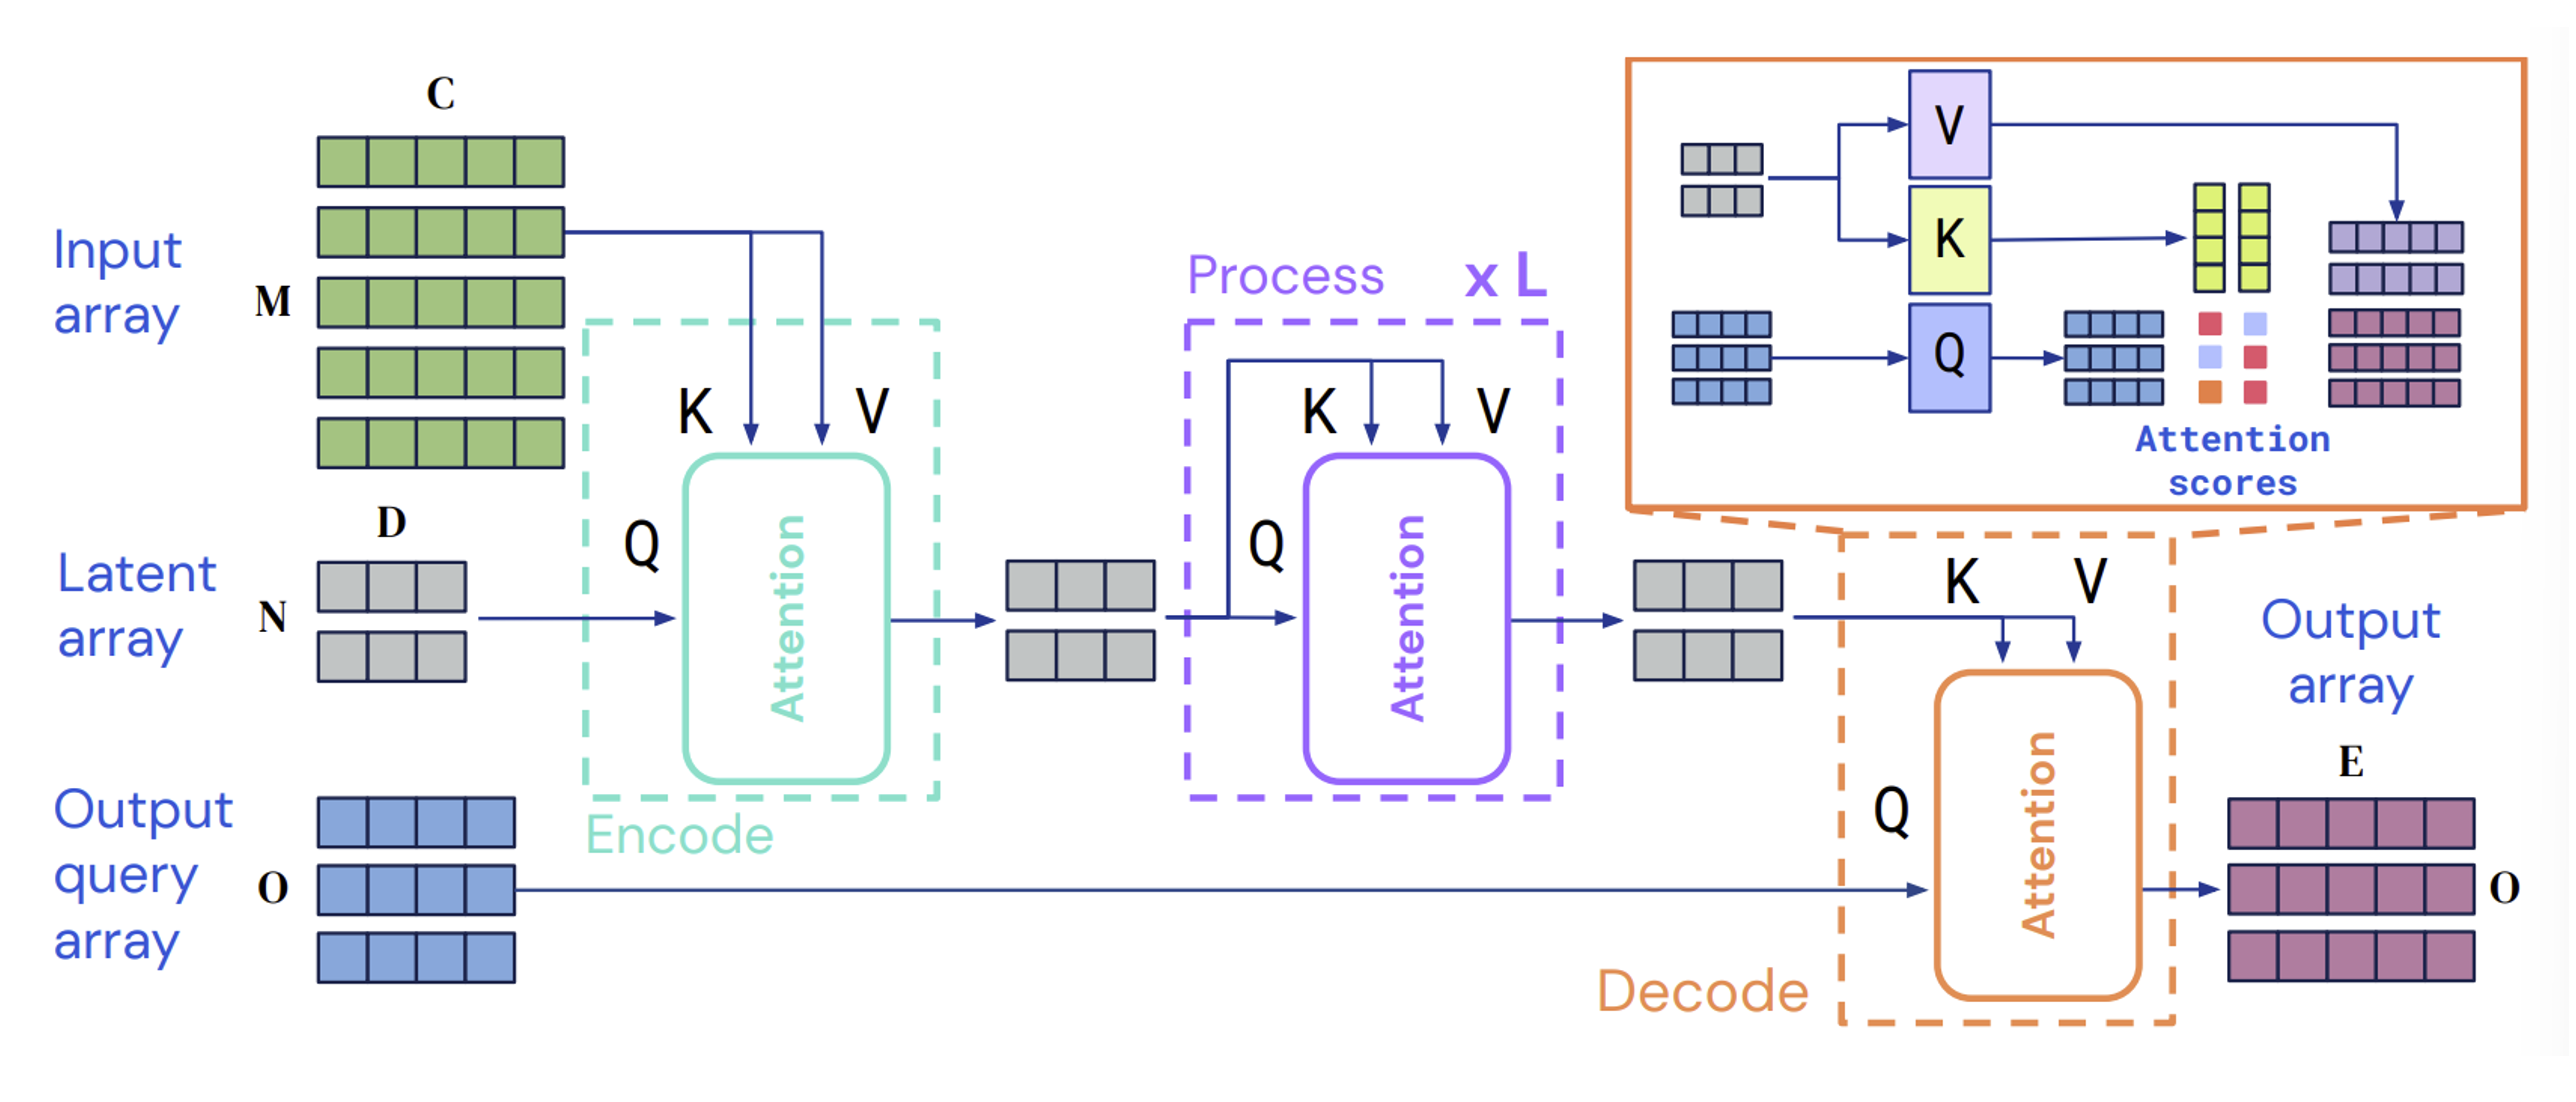 C
Input
array
M
D
Latent
array
N
Output
query
array
O
K
V
Q
Attention
Encode
Process
x L
K
V
Q
Attention
V
K
Q
Attention
scores
K
V
Q
Attention
Decode
Output
array
E
O